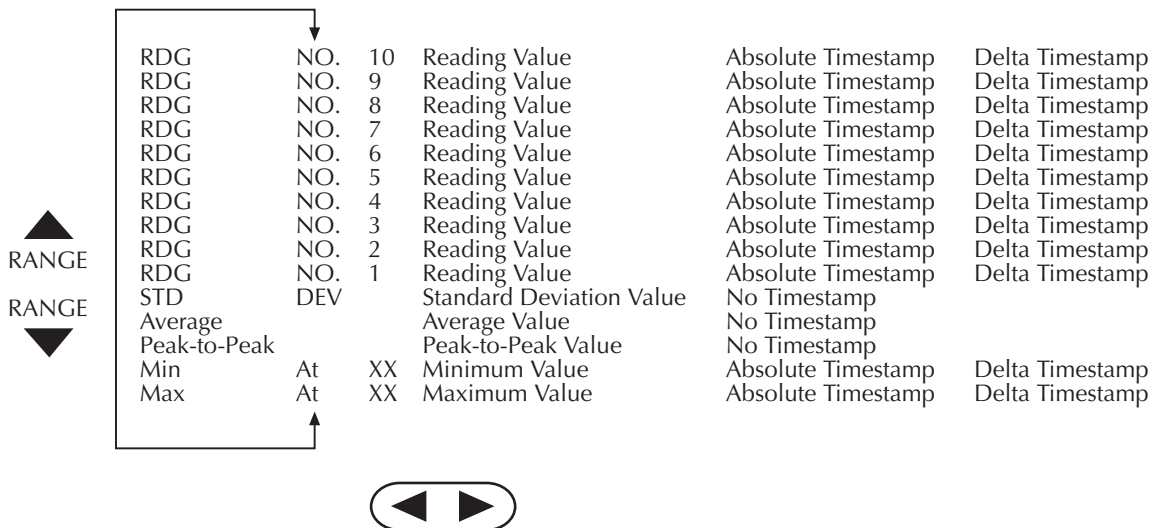 RDG NO. 10 Reading Value Absolute Timestamp Delta Timestamp
RDG NO. 9 Reading Value Absolute Timestamp Delta Timestamp
RDG NO. 8 Reading Value Absolute Timestamp Delta Timestamp
RDG NO. 7 Reading Value Absolute Timestamp Delta Timestamp
RDG NO. 6 Reading Value Absolute Timestamp Delta Timestamp
RDG NO. 5 Reading Value Absolute Timestamp Delta Timestamp
RDG NO. 4 Reading Value Absolute Timestamp Delta Timestamp
RDG NO. 3 Reading Value Absolute Timestamp Delta Timestamp
RDG NO. 2 Reading Value Absolute Timestamp Delta Timestamp
RDG NO. 1 Reading Value Absolute Timestamp Delta Timestamp
STD DEV Standard Deviation Value No Timestamp
Average Average Value No Timestamp
Peak-to-Peak Peak-to-Peak Value No Timestamp
Min At XX Minimum Value Absolute Timestamp Delta Timestamp
Max At XX Maximum Value Absolute Timestamp Delta Timestamp
RANGE
RANGE